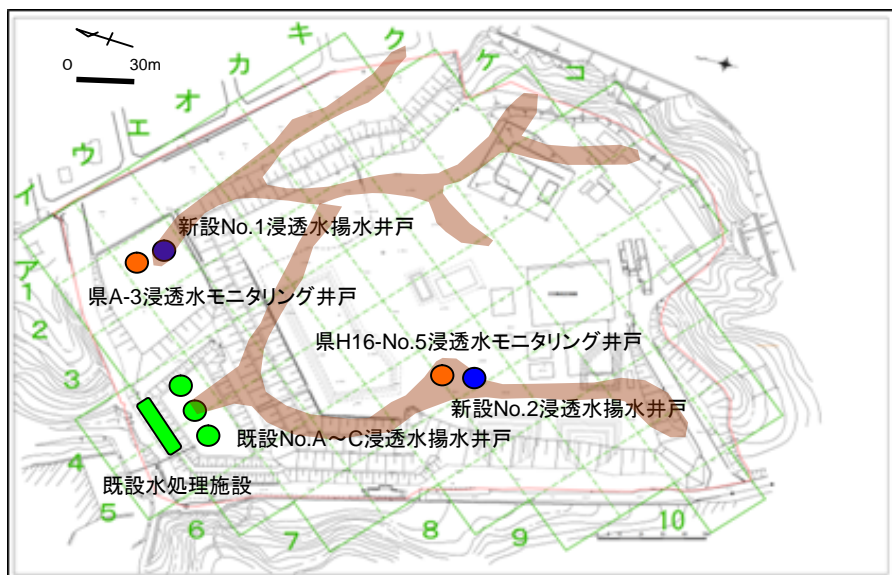 0 30m
ア
イ
ウ
エ
オ
カ
キ
ク
ケ
コ
1
2
3
4
5
6
7
8
9
10
新設No.1浸透水揚水井戸
県A-3浸透水モニタリング井戸
県H16-No.5浸透水モニタリング井戸
新設No.2浸透水揚水井戸
既設No.A～C浸透水揚水井戸
既設水処理施設